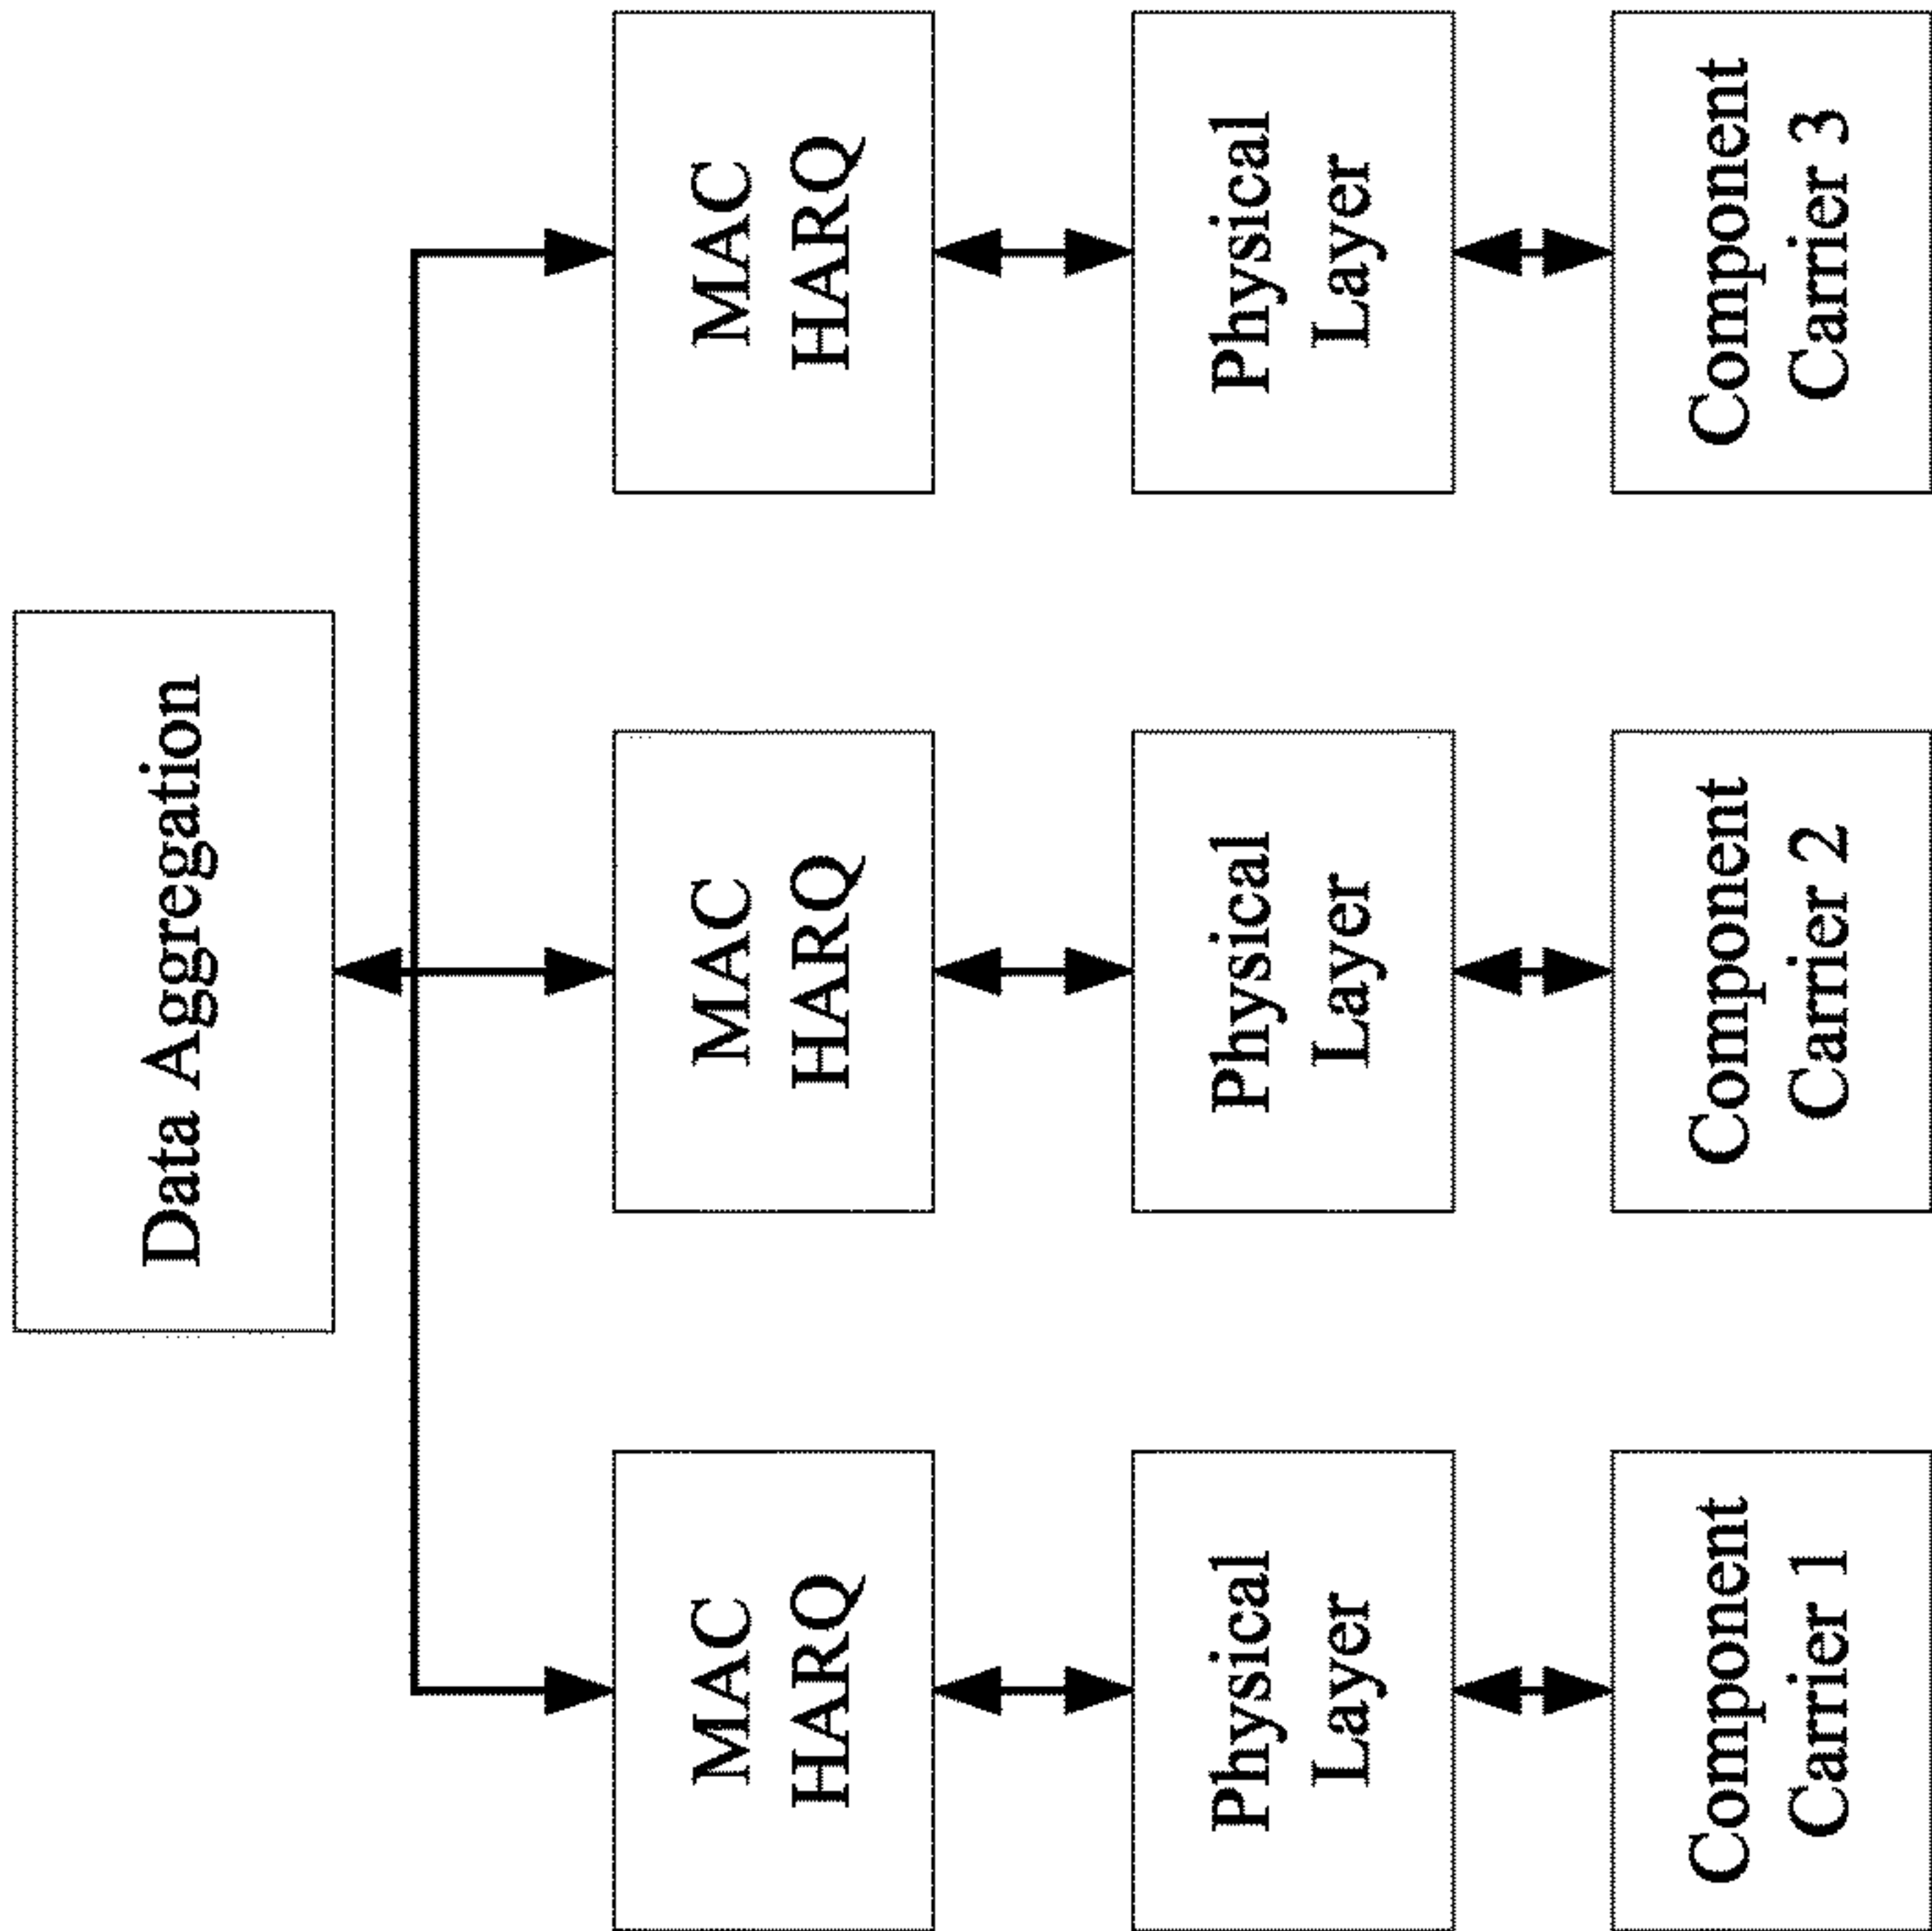 Data Aggregation
MAC
HARQ
MAC
HARQ
MAC
HARQ
Physical
Layer
Physical
Layer
Physical
Layer
Component
Carrier 1
Component
Carrier 2
Component
Carrier 3